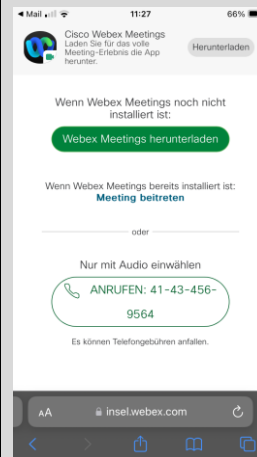 ◀ Mail 11:27 66%
Cisco Webex Meetings
Laden Sie für das volle
Meeting-Erlebnis die App
herunter.
Herunterladen
Wenn Webex Meetings noch nicht
installiert ist:
Webex Meetings herunterladen
Wenn Webex Meetings bereits installiert ist:
Meeting beitreten
oder
Nur mit Audio einwählen
ANRUFEN: 41-43-456-
9564
Es können Telefongebühren anfallen.
AA insel.webex.com